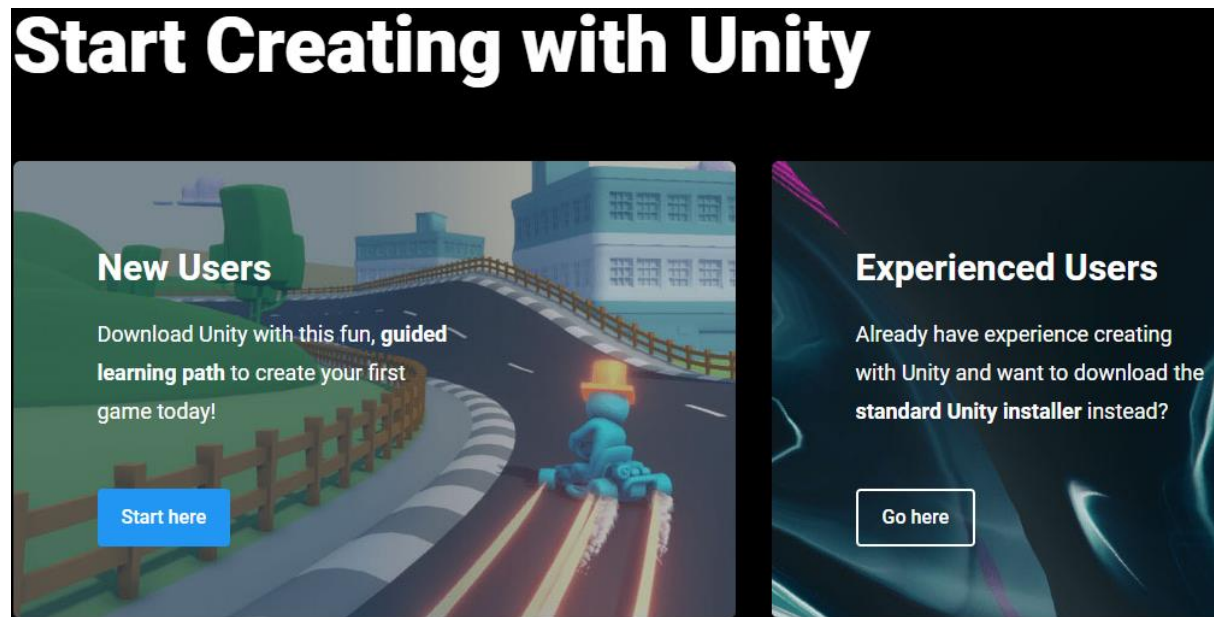 Start Creating with Unity
New Users
Download Unity with this fun, guided
learning path to create your first
game today!
Start here
Experienced Users
Already have experience creating
with Unity and want to download the
standard Unity installer instead?
Go here